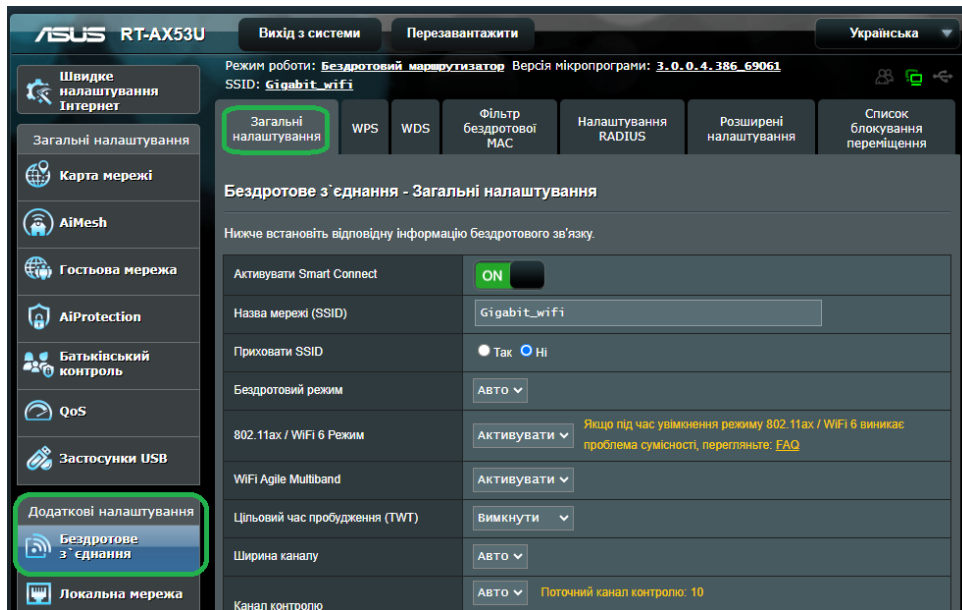 ASUS RT-AX53U Вихід з системи Перезавантажити Українська
Швидке
налаштування
Інтернет
Загальні налаштування
Карта мережі
AiMesh
Гостьова мережа
AiProtection
Батьківський
контроль
QoS
Застосунки USB
Додаткові налаштування
Бездротове
з`єднання
Локальна мережа
Режим роботи: Бездротовий маршрутизатор Версія мікропрограми: 3.0.0.4.386_69061
SSID: Gigabit_wifi
Загальні
налаштування
WPS
WDS
Фільтр
бездротової
MAC
Налаштування
RADIUS
Розширені
налаштування
Список
блокування
переміщення
Бездротове з`єднання - Загальні налаштування
Нижче встановіть відповідну інформацію бездротового зв'язку.
Активувати Smart Connect ON
Назва мережі (SSID) Gigabit_wifi
Приховати SSID Так Ні
Бездротовий режим Авто
802.11ax / WiFi 6 Режим Активувати Якщо під час увімкнення режиму 802.11ax / WiFi 6 виникає
проблема сумісності, перегляньте: FAQ
WiFi Agile Multiband Активувати
Цільовий час пробудження (TWT) Вимкнути
Ширина каналу Авто
Канал контролю Авто Поточний канал контролю: 10